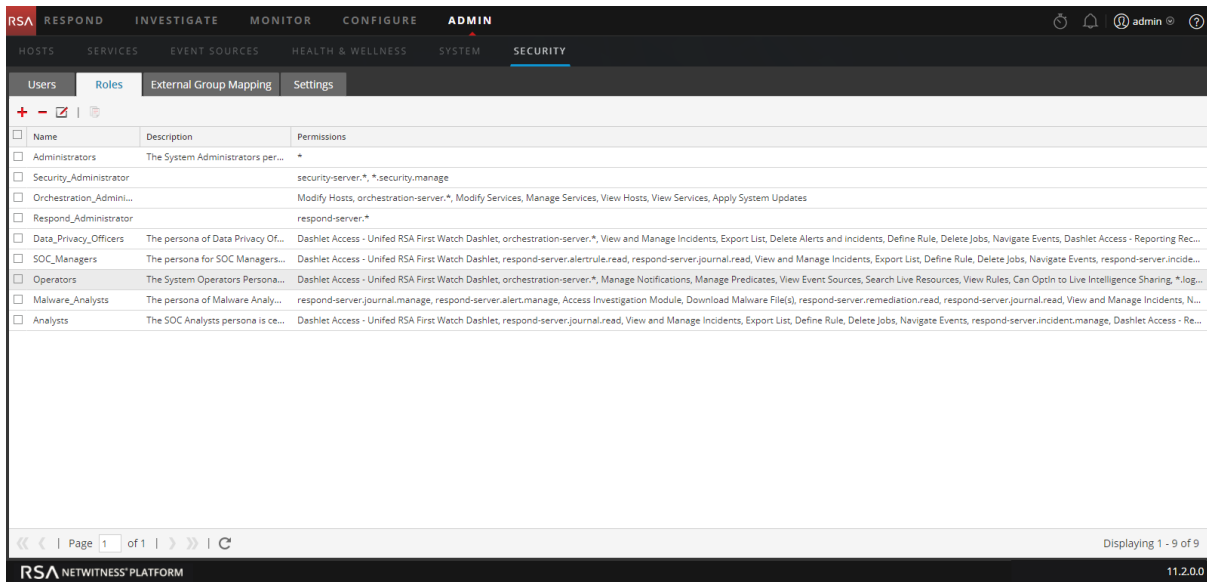 RSA RESPOND INVESTIGATE MONITOR CONFIGURE ADMIN admin
HOSTS SERVICES EVENT SOURCES HEALTH & WELLNESS SYSTEM SECURITY
Users Roles External Group Mapping Settings
Name Description Permissions
Administrators The System Administrators per... *
Security_Administrator security-server.*, *.security.manage
Orchestration_Admini... Modify Hosts, orchestration-server.*, Modify Services, Manage Services, View Hosts, View Services, Apply System Updates
Respond_Administrator respond-server.*
Data_Privacy_Officers The persona of Data Privacy Of... Dashlet Access - Unifed RSA First Watch Dashlet, orchestration-server.*, View and Manage Incidents, Export List, Delete Alerts and incidents, Define Rule, Delete Jobs, Navigate Events, Dashlet Access - Reporting Rec...
SOC_Managers The persona for SOC Managers... Dashlet Access - Unifed RSA First Watch Dashlet, respond-server.alertrule.read, respond-server.journal.read, View and Manage Incidents, Export List, Define Rule, Delete Jobs, Navigate Events, respond-server.incide...
Operators The System Operators Persona... Dashlet Access - Unifed RSA First Watch Dashlet, orchestration-server.*, Manage Notifications, Manage Predicates, View Event Sources, Search Live Resources, View Rules, Can OptIn to Live Intelligence Sharing, *.log...
Malware_Analysts The persona of Malware Analy... respond-server.journal.manage, respond-server.alert.manage, Access Investigation Module, Download Malware File(s), respond-server.remediation.read, respond-server.journal.read, View and Manage Incidents, N...
Analysts The SOC Analysts persona is ce... Dashlet Access - Unifed RSA First Watch Dashlet, respond-server.journal.read, View and Manage Incidents, Export List, Define Rule, Delete Jobs, Navigate Events, respond-server.incident.manage, Dashlet Access - Re...
Page 1 of 1 Displaying 1 - 9 of 9
RSA NETWITNESS® PLATFORM 11.2.0.0